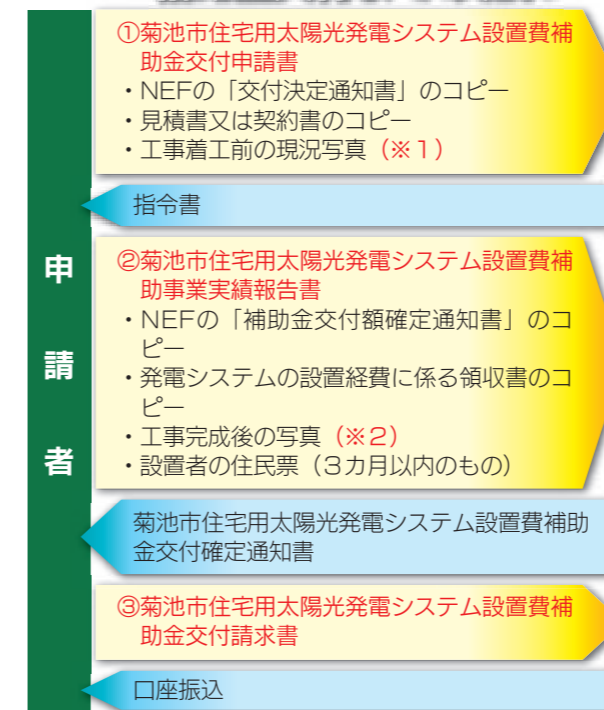 ①菊池市住宅用太陽光発電システム設置費補
助金交付申請書
・NEFの「交付決定通知書」のコピー
・見積書又は契約書のコピー
・工事着工前の現況写真(※1)
指令書
申請者
②菊池市住宅用太陽光発電システム設置費補
助事業実績報告書
・NEFの「補助金交付額確定通知書」のコ
ピー
・発電システムの設置経費に係る領収書のコ
ピー
・工事完成後の写真(※2)
・設置者の住民票(3カ月以内のもの)
菊池市住宅用太陽光発電システム設置費補助
金交付確定通知書
③菊池市住宅用太陽光発電システム設置費補
助金交付請求書
口座振込